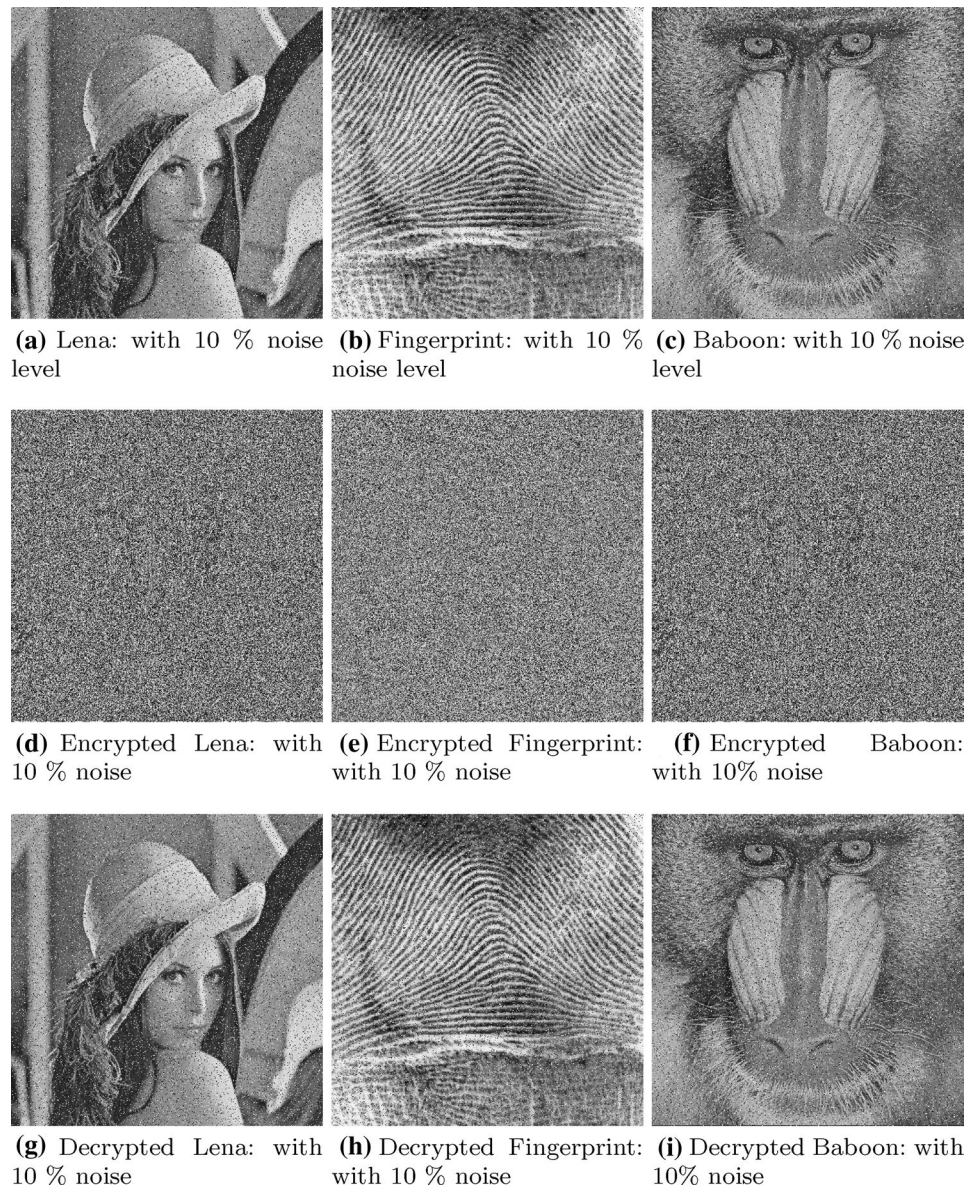 (a) Lena: with 10 % noise
level
(b) Fingerprint: with 10 %
noise level
(c) Baboon: with 10 % noise
level
(d) Encrypted Lena: with
10 % noise
(e) Encrypted Fingerprint:
with 10 % noise
(f) Encrypted Baboon:
with 10% noise
(g) Decrypted Lena: with
10 % noise
(h) Decrypted Fingerprint:
with 10 % noise
(i) Decrypted Baboon: with
10% noise